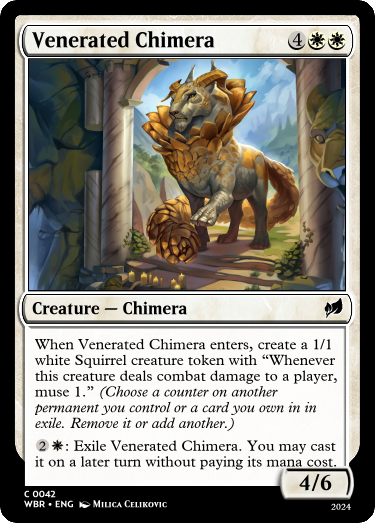 Venerated Chimera 4
Creature — Chimera
When Venerated Chimera enters, create a 1/1
white Squirrel creature token with “Whenever
this creature deals combat damage to a player,
muse 1.” (Choose a counter on another
permanent you control or a card you own in in
exile. Remove it or add another.)
2 : Exile Venerated Chimera. You may cast
it on a later turn without paying its mana cost.
4/6
C 0042
WBR • ENG Milica Celikovic
2024